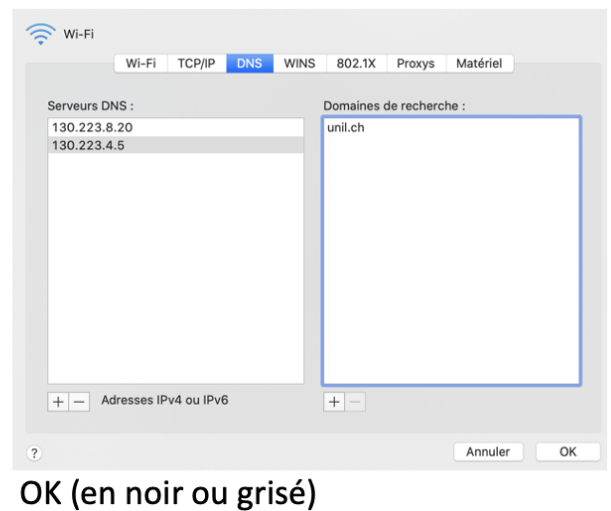 Wi-Fi
Wi-Fi TCP/IP DNS WINS 802.1X Proxys Matériel
Serveurs DNS : Domaines de recherche :
130.223.8.20 unil.ch
130.223.4.5
+ − Adresses IPv4 ou IPv6 + −
? Annuler OK
OK (en noir ou grisé)